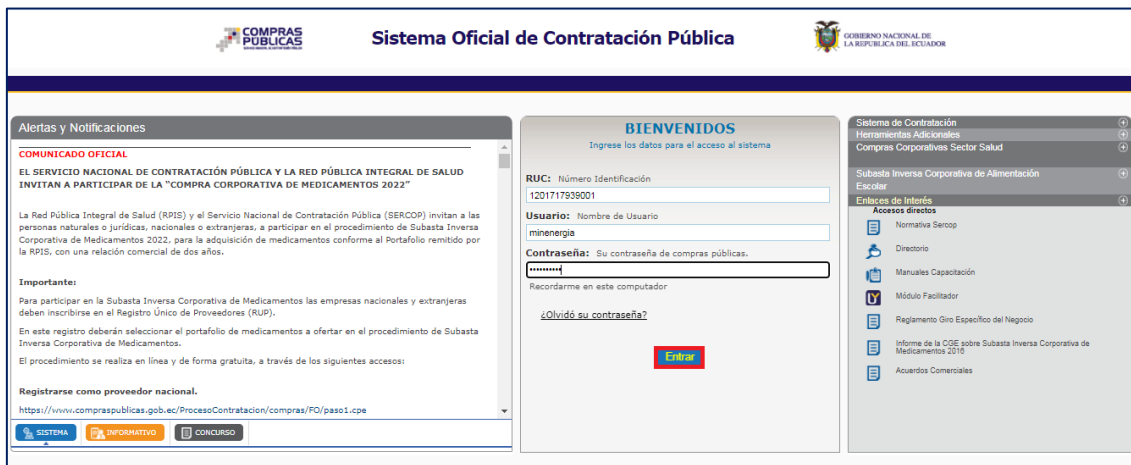 COMPRAS
PÚBLICAS
Sistema Oficial de Contratación Pública
GOBIERNO NACIONAL DE
LA REPUBLICA DEL ECUADOR
Alertas y Notificaciones
COMUNICADO OFICIAL
EL SERVICIO NACIONAL DE CONTRATACIÓN PÚBLICA Y LA RED PÚBLICA INTEGRAL DE SALUD
INVITAN A PARTICIPAR DE LA "COMPRA CORPORATIVA DE MEDICAMENTOS 2022"
La Red Pública Integral de Salud (RPIS) y el Servicio Nacional de Contratación Pública (SERCOP) invitan a las
personas naturales o jurídicas, nacionales o extranjeras, a participar en el procedimiento de Subasta Inversa
Corporativa de Medicamentos 2022, para la adquisición de medicamentos conforme al Portafolio remitido por
la RPIS, con una relación comercial de dos años.
Importante:
Para participar en la Subasta Inversa Corporativa de Medicamentos las empresas nacionales y extranjeras
deben inscribirse en el Registro Único de Proveedores (RUP).
En este registro deberán seleccionar el portafolio de medicamentos a ofertar en el procedimiento de Subasta
Inversa Corporativa de Medicamentos.
El procedimiento se realiza en línea y de forma gratuita, a través de los siguientes accesos:
Registrarse como proveedor nacional.
https://www.compraspublicas.gob.ec/ProcesoContratacion/compras/FO/paso1.cpe
SISTEMA
INFORMATIVO
CONCURSO
BIENVENIDOS
Ingrese los datos para el acceso al sistema
RUC: Número Identificación
1201717939001
Usuario: Nombre de Usuario
minenergia
Contraseña: Su contraseña de compras públicas.
••••••••••
Recordarme en este computador
¿Olvidó su contraseña?
Entrar
Sistema de Contratación
Herramientas Adicionales
Compras Corporativas Sector Salud
Subasta Inversa Corporativa de Alimentación
Escolar
Enlaces de Interés
Accesos directos
Normativa Sercop
Directorio
Manuales Capacitación
Módulo Facilitador
Reglamento Giro Específico del Negocio
Informe de la CGE sobre Subasta Inversa Corporativa de
Medicamentos 2016
Acuerdos Comerciales